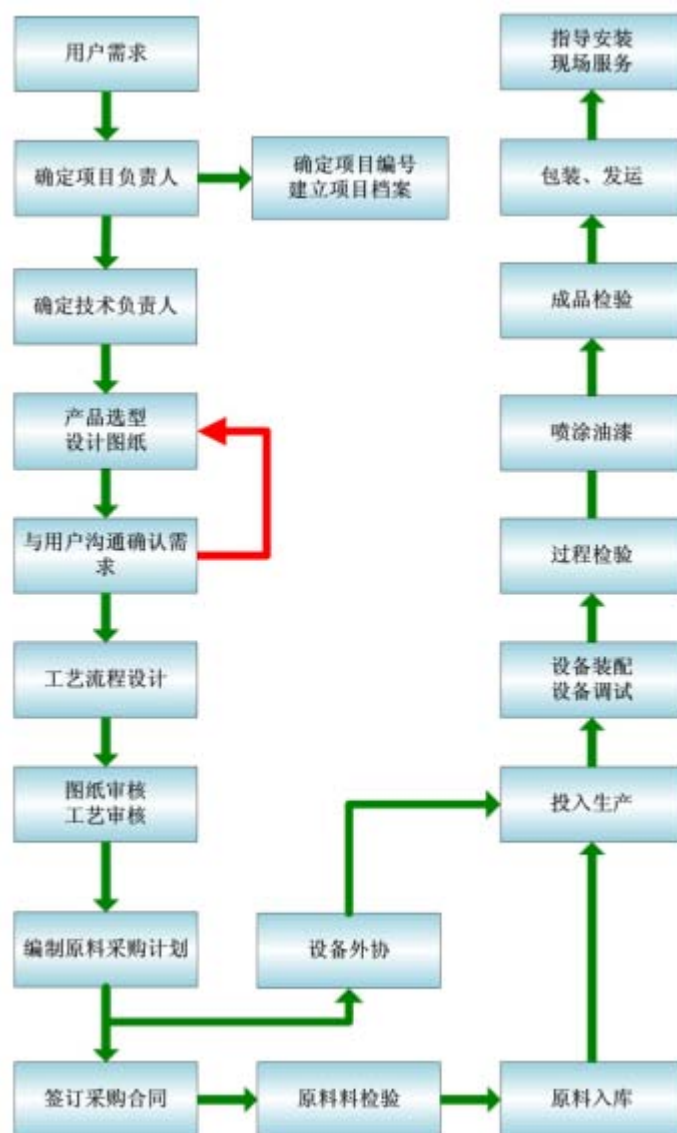 用户需求
确定项目负责人
确定项目编号
建立项目档案
确定技术负责人
产品选型
设计图纸
与用户沟通确认需
求
工艺流程设计
图纸审核
工艺审核
编制原料采购计划
设备外协
签订采购合同
原料料检验
原料入库
投入生产
设备装配
设备调试
过程检验
喷涂油漆
成品检验
包装、发运
指导安装
现场服务